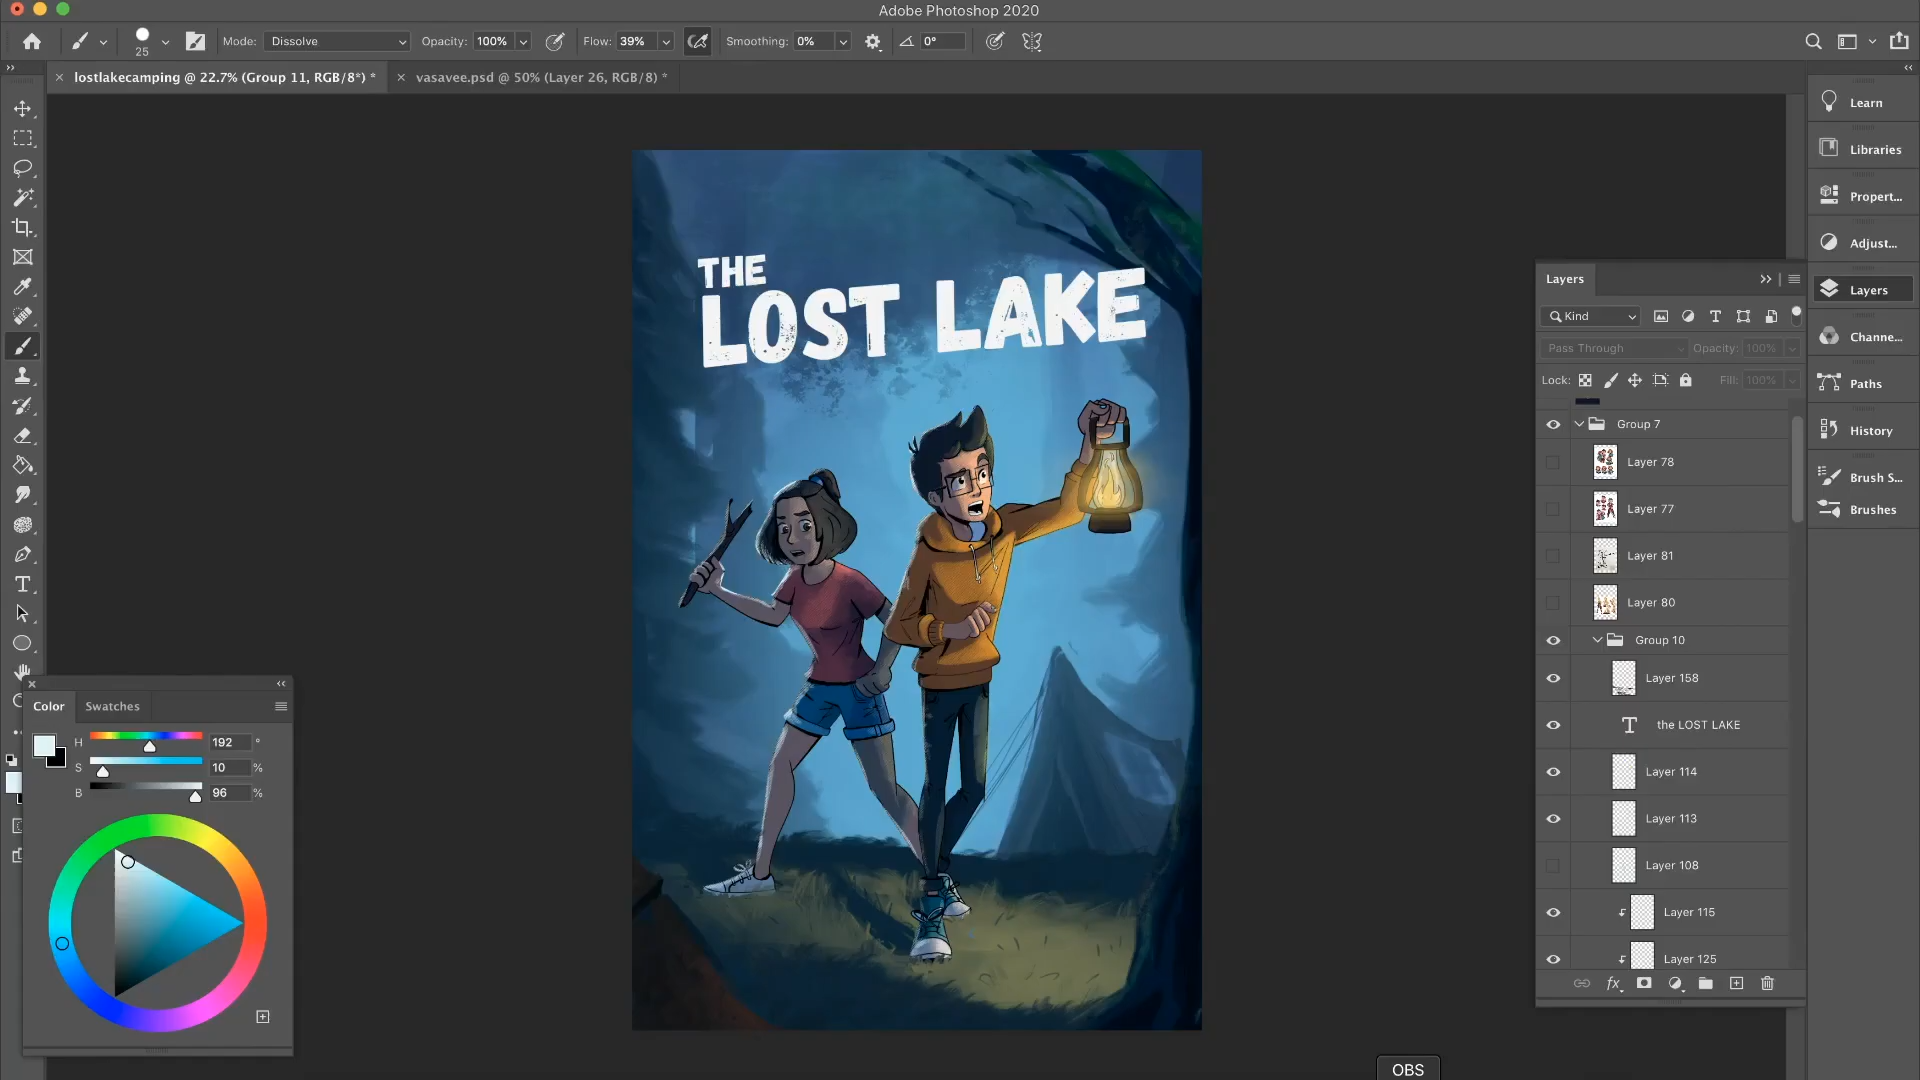 Adobe Photoshop 2020
25
Mode: Dissolve
Opacity: 100%
Flow: 39%
Smoothing: 0%
0°
lostlakecamping @ 22.7% (Group 11, RGB/8*) *
vasavee.psd @ 50% (Layer 26, RGB/8) *
THE
LOST LAKE
Learn
Libraries
Propert...
Adjust...
Layers
Channe...
Paths
History
Brush S...
Brushes
Layers
Kind
Pass Through
Opacity: 100%
Lock:
Fill: 100%
Group 7
Layer 78
Layer 77
Layer 81
Layer 80
Group 10
Layer 158
the LOST LAKE
Layer 114
Layer 113
Layer 108
Layer 115
Layer 125
fx
Color
Swatches
H 192 °
S 10 %
B 96 %
OBS